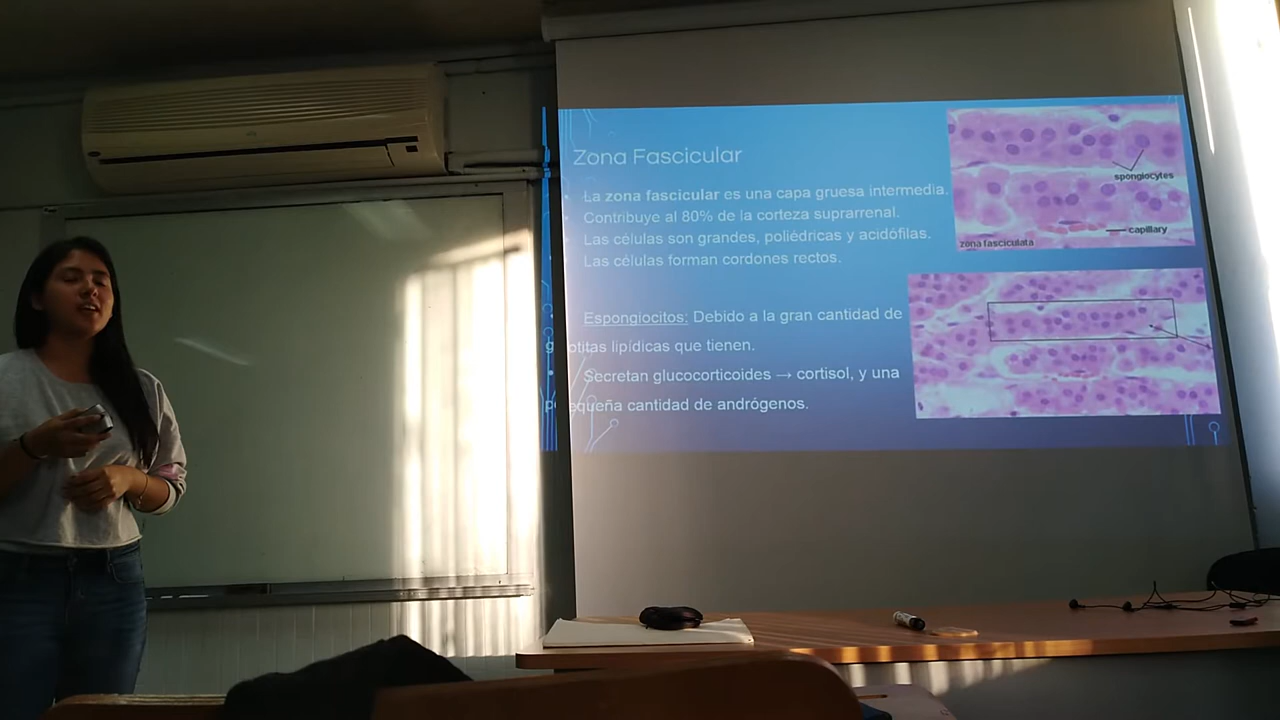 Zona Fascicular
La zona fascicular es una capa gruesa intermedia.
Contribuye al 80% de la corteza suprarrenal.
Las células son grandes, poliédricas y acidófilas.
Las células forman cordones rectos.
Espongiocitos: Debido a la gran cantidad de
gotitas lipídicas que tienen.
Secretan glucocorticoides → cortisol, y una
pequeña cantidad de andrógenos.
spongiocytes
capillary
zona fasciculata